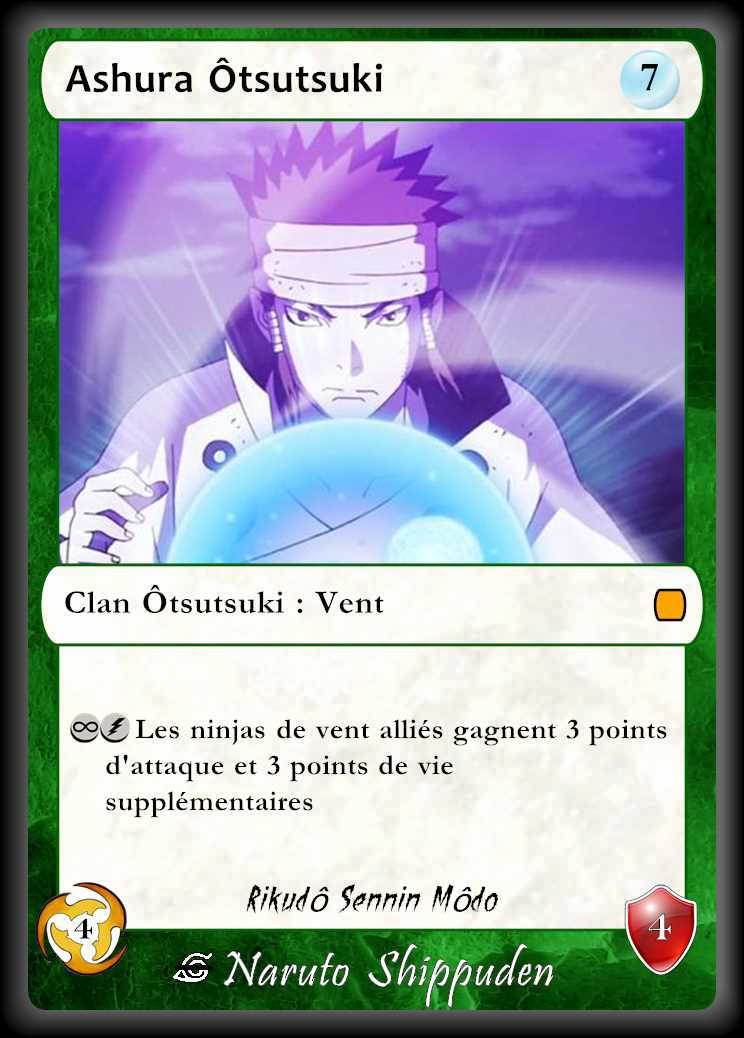 Ashura Ôtsutsuki
7
Clan Ôtsutsuki : Vent
Les ninjas de vent alliés gagnent 3 points
d'attaque et 3 points de vie
supplémentaires
Rikudô Sennin Môdo
4
4
Naruto Shippuden